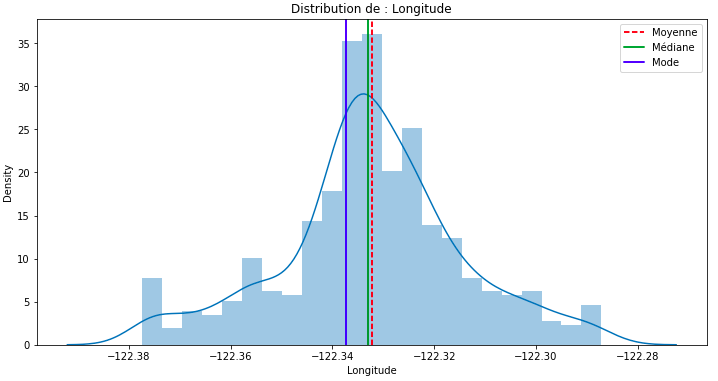 Distribution de : Longitude
Moyenne
Médiane
Mode
Density
35
30
25
20
15
10
5
0
−122.38
−122.36
−122.34
−122.32
−122.30
−122.28
Longitude